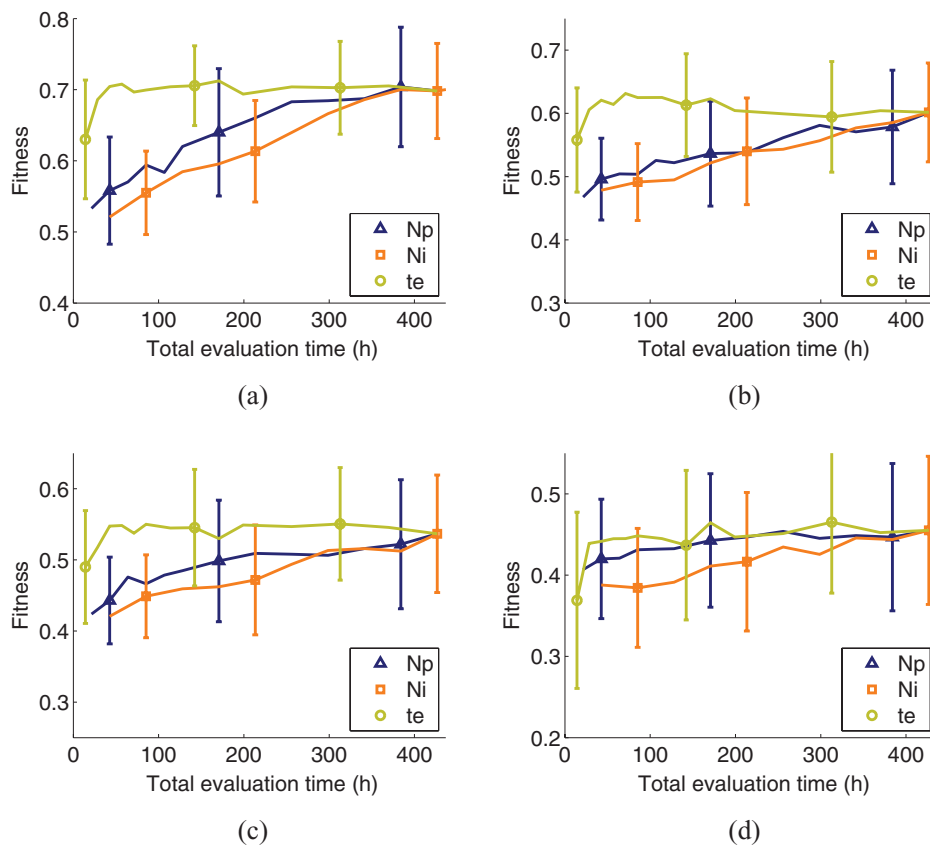 0.8
0.7
0.6
0.5
0.4
Fitness
Np
Ni
te
0 100 200 300 400
Total evaluation time (h)
(a)
0.7
0.6
0.5
0.4
0.3
Fitness
Np
Ni
te
0 100 200 300 400
Total evaluation time (h)
(b)
0.6
0.5
0.4
0.3
Fitness
Np
Ni
te
0 100 200 300 400
Total evaluation time (h)
(c)
0.5
0.4
0.3
0.2
Fitness
Np
Ni
te
0 100 200 300 400
Total evaluation time (h)
(d)